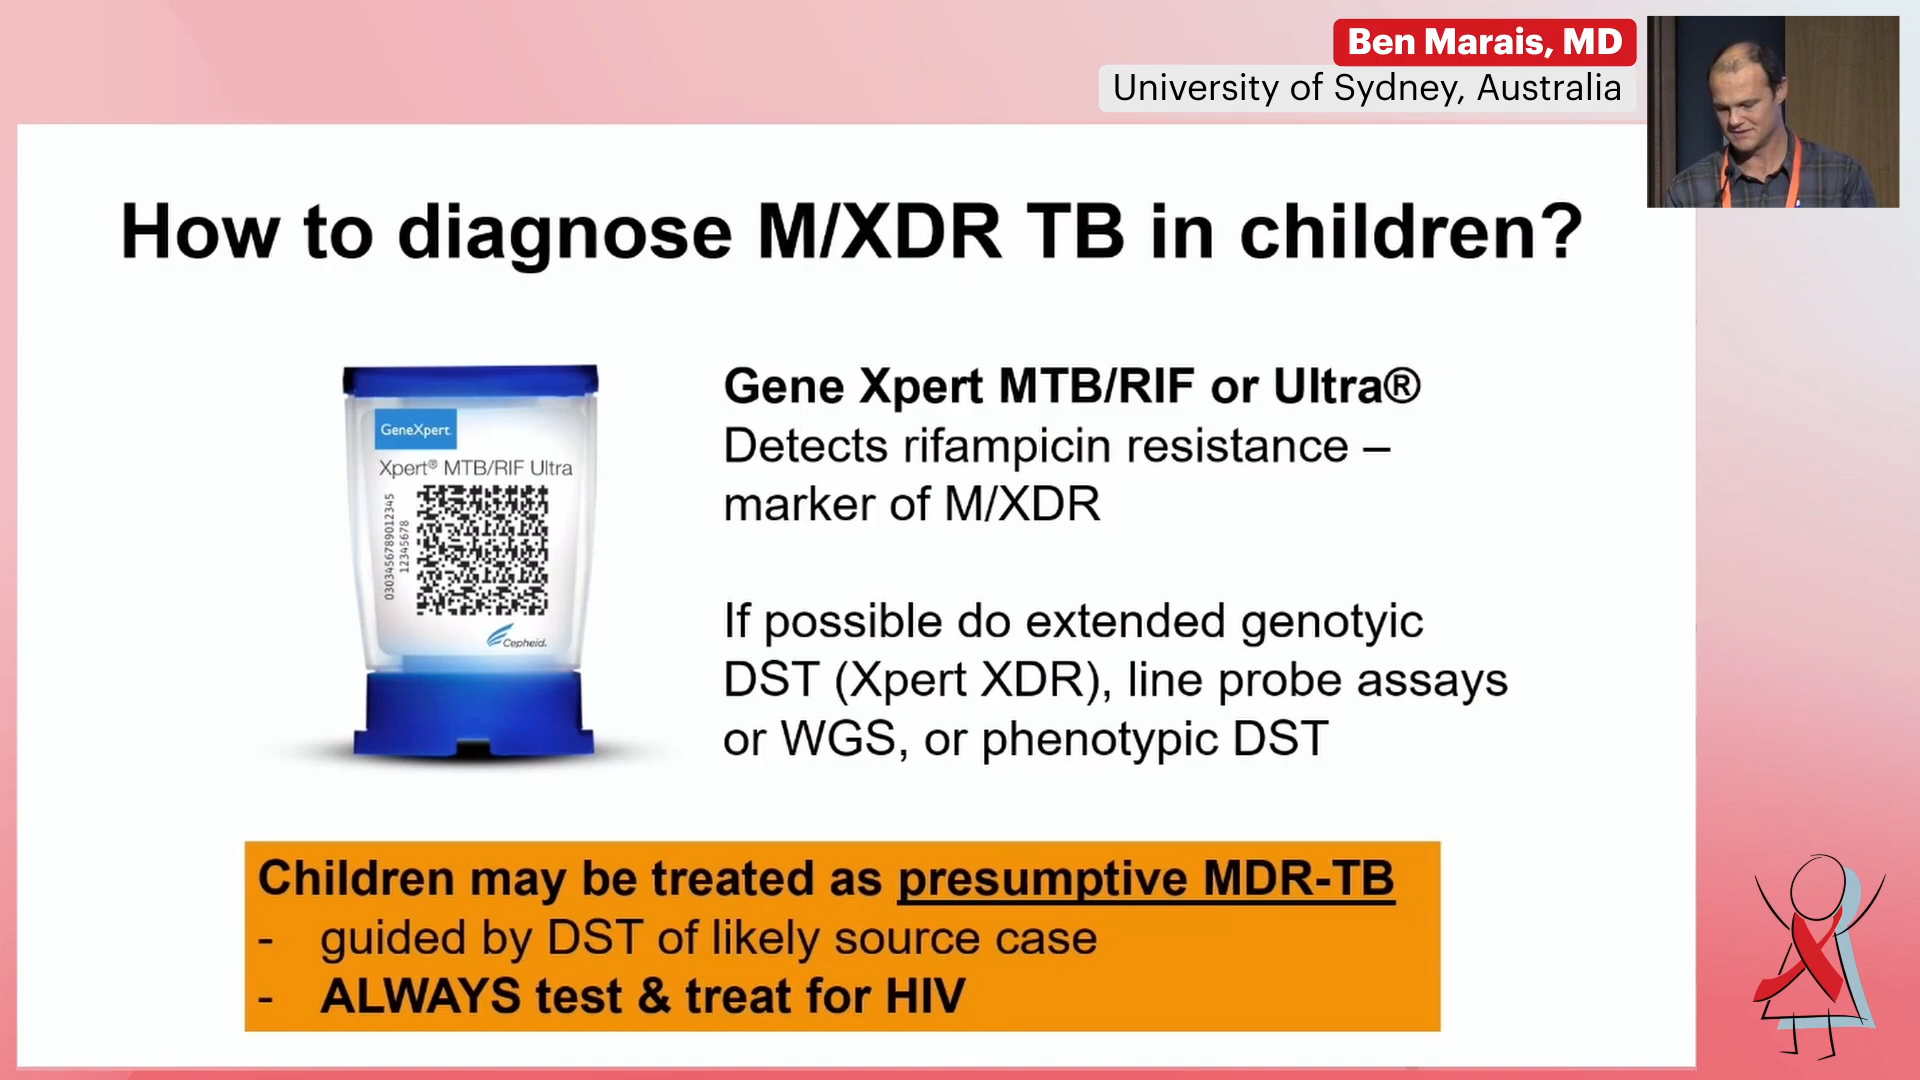 Ben Marais, MD
University of Sydney, Australia
How to diagnose M/XDR TB in children?
GeneXpert
Xpert® MTB/RIF Ultra
0303456789012345
12345678
Cepheid.
Gene Xpert MTB/RIF or Ultra®
Detects rifampicin resistance –
marker of M/XDR
If possible do extended genotyic
DST (Xpert XDR), line probe assays
or WGS, or phenotypic DST
Children may be treated as presumptive MDR-TB
- guided by DST of likely source case
- ALWAYS test & treat for HIV